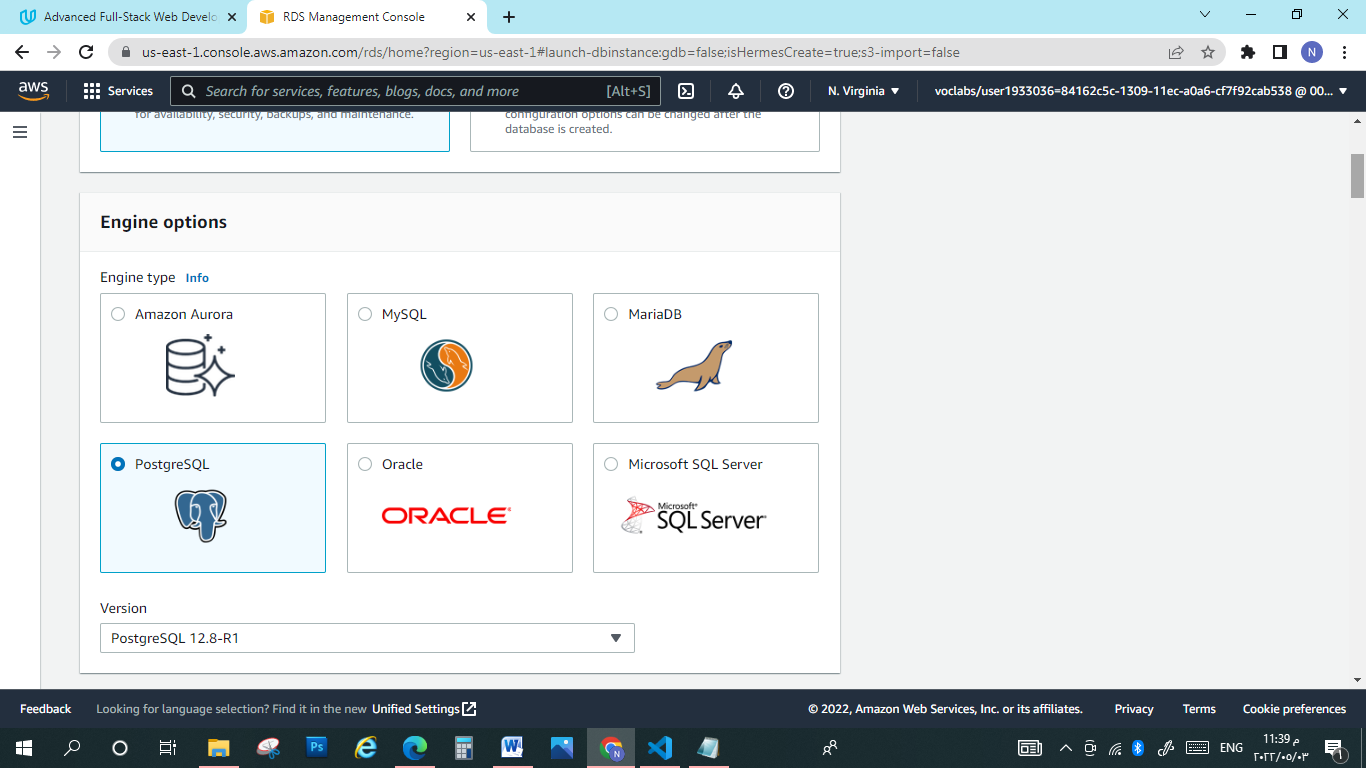 Advanced Full-Stack Web Develo
RDS Management Console
us-east-1.console.aws.amazon.com/rds/home?region=us-east-1#launch-dbinstance:gdb=false;isHermesCreate=true;s3-import=false
N
aws
Services
Search for services, features, blogs, docs, and more
[Alt+S]
N. Virginia
voclabs/user1933036=84162c5c-1309-11ec-a0a6-cf7f92cab538 @ 00...
for availability, security, backups, and maintenance.
configuration options can be changed after the
database is created.
Engine options
Engine type Info
Amazon Aurora
MySQL
MariaDB
PostgreSQL
Oracle
ORACLE®
Microsoft SQL Server
Microsoft®
SQL Server®
Version
PostgreSQL 12.8-R1
Feedback
Looking for language selection? Find it in the new Unified Settings
© 2022, Amazon Web Services, Inc. or its affiliates.
Privacy
Terms
Cookie preferences
Ps
W
N
ENG
11:39 م
٢٠٢٢/٠٥/٠٣
1